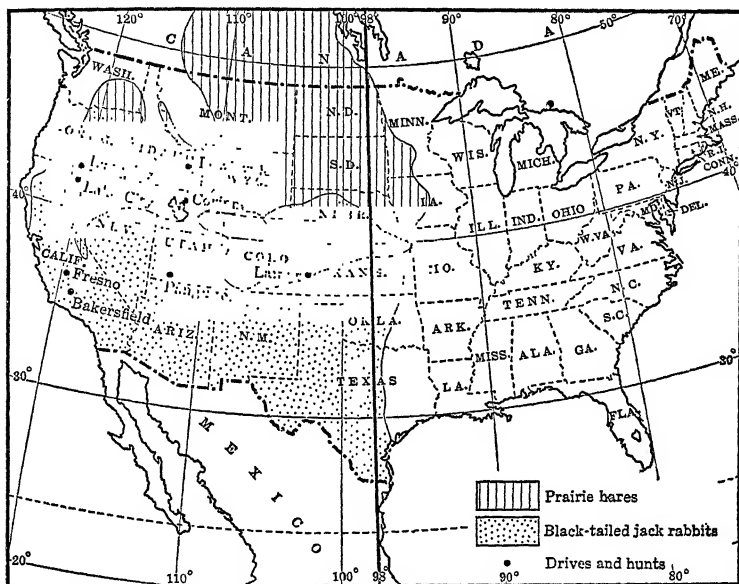 120°
110°
100°
98°
90°
80°
50°
70°
C A N A D A
WASH.
MONT.
N.D.
MINN.
ME.
VT.
N.H.
MASS.
R.I.
CONN.
N.Y.
WIS.
MICH.
S.D.
IA.
PA.
N.J.
40°
40°
MD.
DEL.
ILL.
IND.
OHIO
W.VA.
VA.
NEV.
UTAH
COLO
KANS.
KY.
CALIF.
Fresno
Bakersfield
ARIZ.
N.M.
OKLA.
ARK.
TENN.
N.C.
S.C.
MISS.
ALA.
GA.
TEXAS
LA.
FLA.
30°
30°
MEXICO
Prairie hares
Black-tailed jack rabbits
Drives and hunts
20°
110°
100°
98°
90°
80°